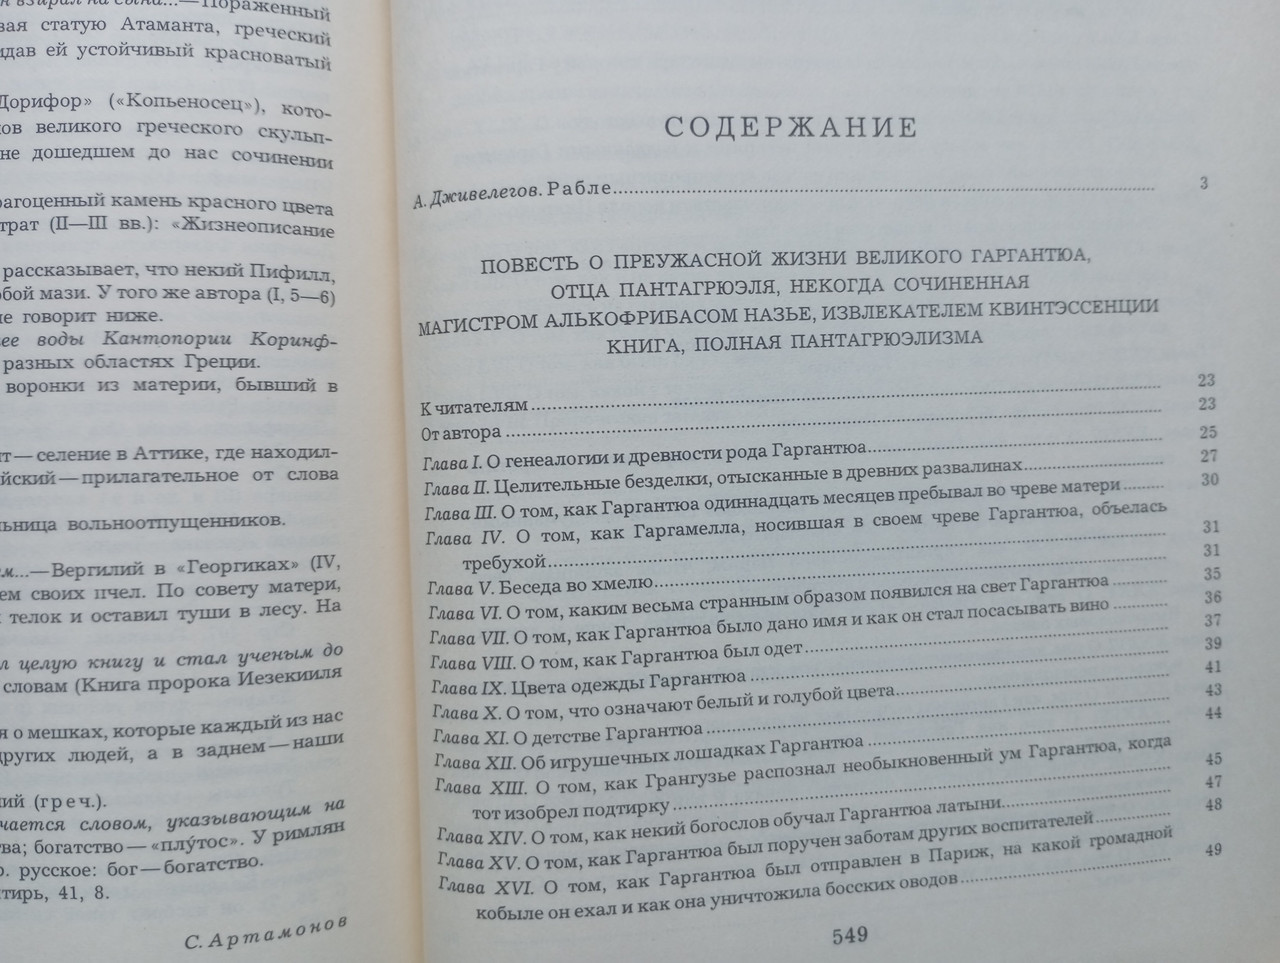 н взирал на сына...—Пораженный
вая статую Атаманта, греческий
идав ей устойчивый красноватый
Дорифор» («Копьеносец»), кото-
ков великого греческого скульп-
не дошедшем до нас сочинении
рагоценный камень красного цвета
трат (II—III вв.): «Жизнеописание
рассказывает, что некий Пифилл,
обой мази. У того же автора (I, 5—6)
не говорит ниже.
ее воды Кантопории Коринф-
разных областях Греции.
воронки из материи, бывший в
т—селение в Аттике, где находил-
йский—прилагательное от слова
льница вольноотпущенников.
м...—Вергилий в «Георгиках» (IV,
ем своих пчел. По совету матери,
телок и оставил туши в лесу. На
л целую книгу и стал ученым до
словам (Книга пророка Иезекииля
я о мешках, которые каждый из нас
других людей, а в заднем—наши
ий (греч.).
чается словом, указывающим на
ва; богатство—«плу́тос». У римлян
р. русское: бог—богатство.
тирь, 41, 8.
С. Артамонов
СОДЕРЖАНИЕ
А. Дживелегов. Рабле 3
ПОВЕСТЬ О ПРЕУЖАСНОЙ ЖИЗНИ ВЕЛИКОГО ГАРГАНТЮА,
ОТЦА ПАНТАГРЮЭЛЯ, НЕКОГДА СОЧИНЕННАЯ
МАГИСТРОМ АЛЬКОФРИБАСОМ НАЗЬЕ, ИЗВЛЕКАТЕЛЕМ КВИНТЭССЕНЦИИ
КНИГА, ПОЛНАЯ ПАНТАГРЮЭЛИЗМА
К читателям 23
От автора 23
Глава I. О генеалогии и древности рода Гаргантюа 25
Глава II. Целительные безделки, отысканные в древних развалинах 27
Глава III. О том, как Гаргантюа одиннадцать месяцев пребывал во чреве матери 30
Глава IV. О том, как Гаргамелла, носившая в своем чреве Гаргантюа, объелась
требухой 31
Глава V. Беседа во хмелю 31
Глава VI. О том, каким весьма странным образом появился на свет Гаргантюа 35
Глава VII. О том, как Гаргантюа было дано имя и как он стал посасывать вино 36
Глава VIII. О том, как Гаргантюа был одет 37
Глава IX. Цвета одежды Гаргантюа 39
Глава X. О том, что означают белый и голубой цвета 41
Глава XI. О детстве Гаргантюа 43
Глава XII. Об игрушечных лошадках Гаргантюа 44
Глава XIII. О том, как Грангузье распознал необыкновенный ум Гаргантюа, когда
тот изобрел подтирку 45
Глава XIV. О том, как некий богослов обучал Гаргантюа латыни 47
Глава XV. О том, как Гаргантюа был поручен заботам других воспитателей 48
Глава XVI. О том, как Гаргантюа был отправлен в Париж, на какой громадной
кобыле он ехал и как она уничтожила босских оводов 49
549